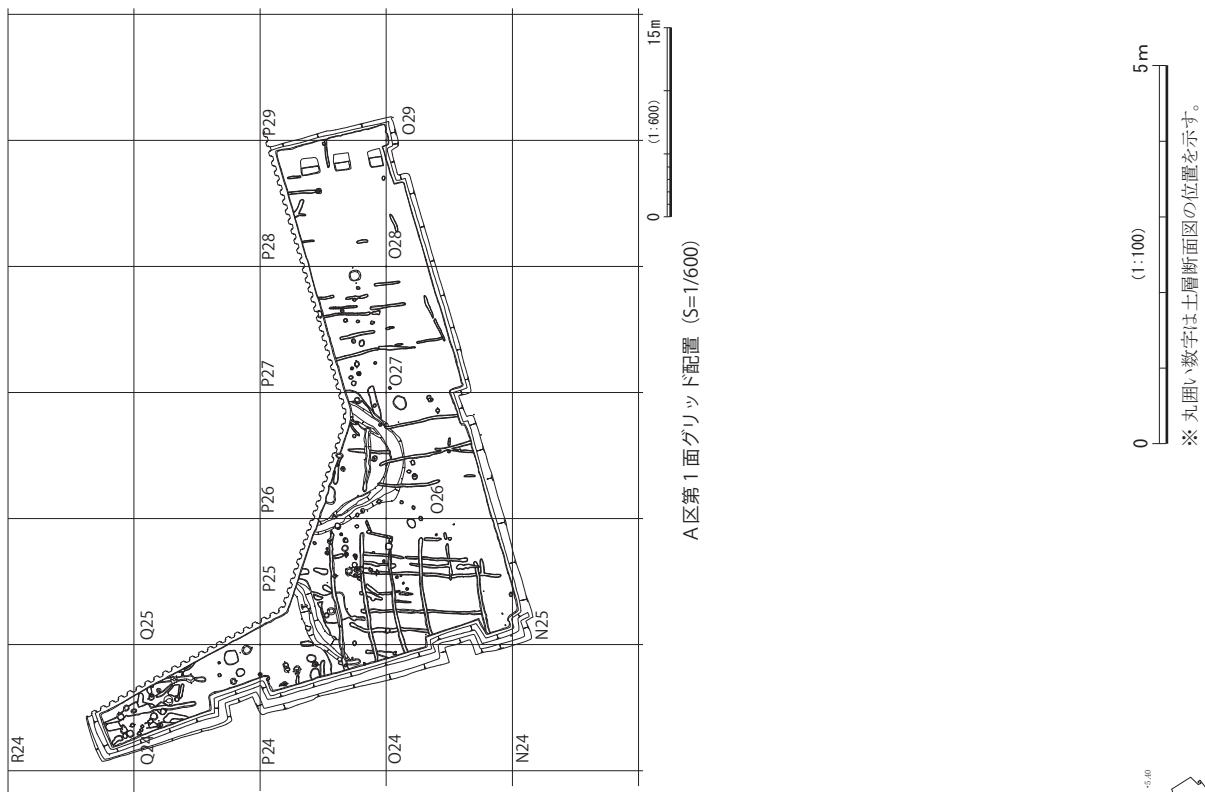 R24
Q24
Q25
P24
P25
P26
P27
P28
P29
O24
O26
O27
O28
O29
N24
N25
0
(1:600)
15m
A区第1面グリッド配置 (S=1/600)
0
(1:100)
5m
※ 丸囲い数字は土層断面図の位置を示す。
-5.40